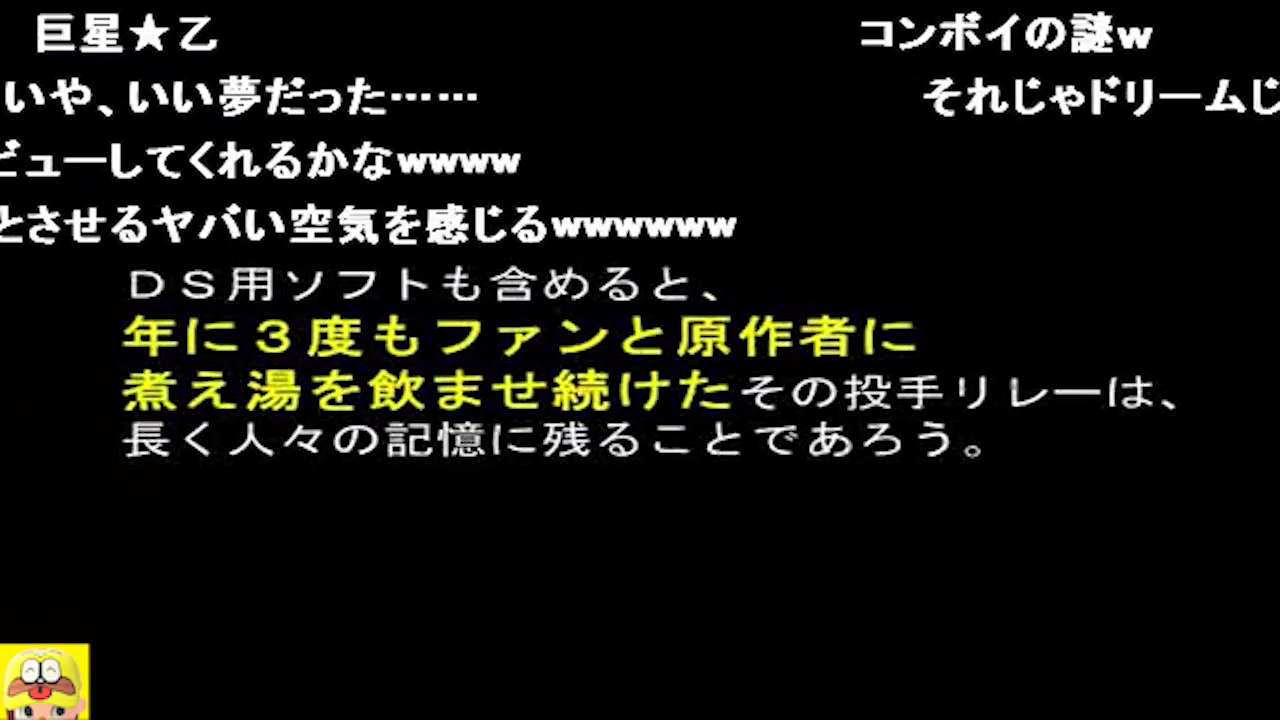 巨星★乙
コンボイの謎w
いや、いい夢だった……
それじゃドリームじ
ビューしてくれるかなwwww
とさせるヤバい空気を感じるwwwwwww
ＤＳ用ソフトも含めると、
年に３度もファンと原作者に
煮え湯を飲ませ続けたその投手リレーは、
長く人々の記憶に残ることであろう。